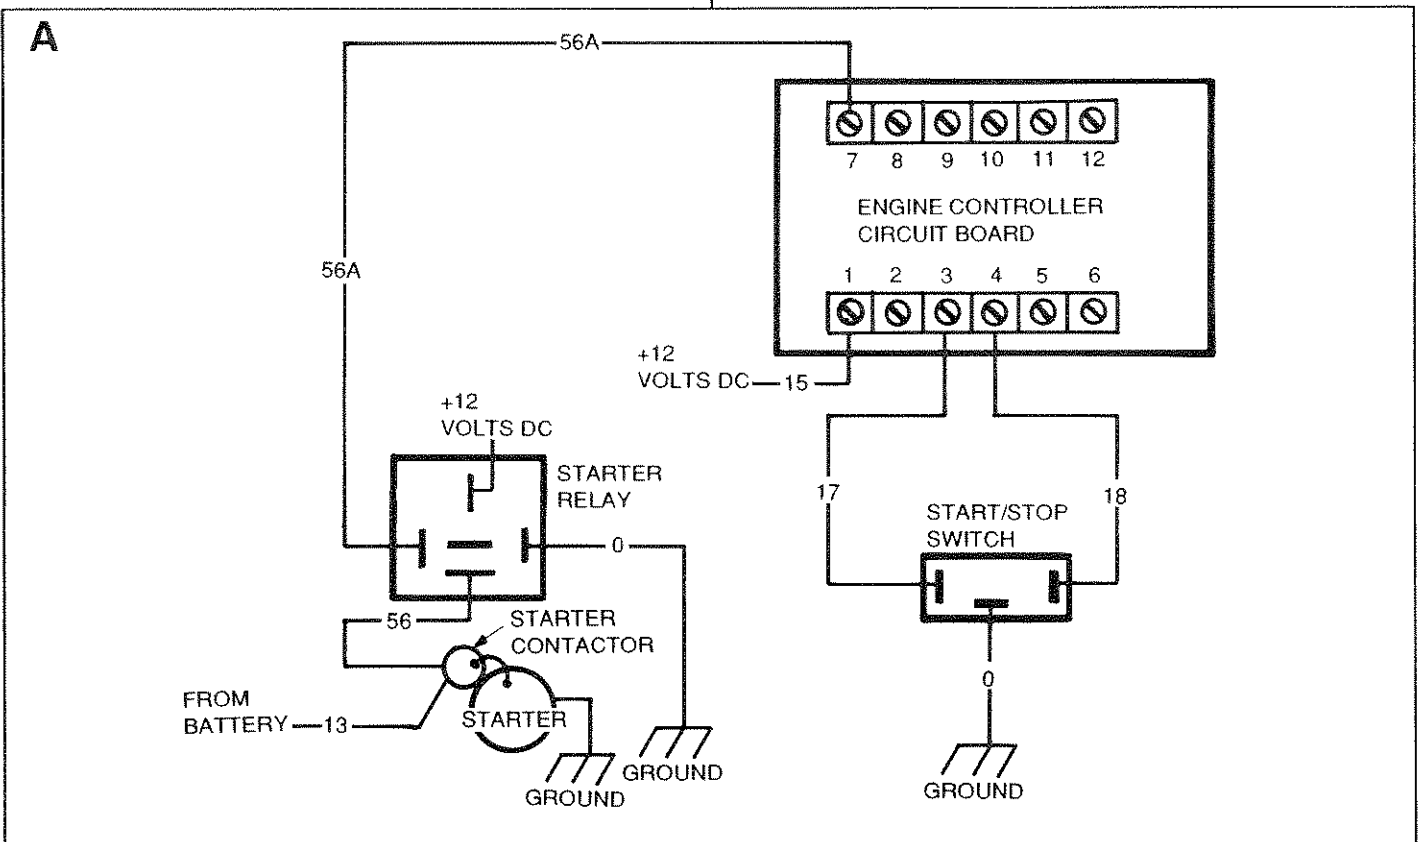 A
56A
7 8 9 10 11 12
ENGINE CONTROLLER
CIRCUIT BOARD
56A
1 2 3 4 5 6
+12
VOLTS DC 15
+12
VOLTS DC
STARTER
RELAY
17
18
START/STOP
SWITCH
0
56
STARTER
CONTACTOR
0
FROM
BATTERY 13
STARTER
GROUND
GROUND
GROUND